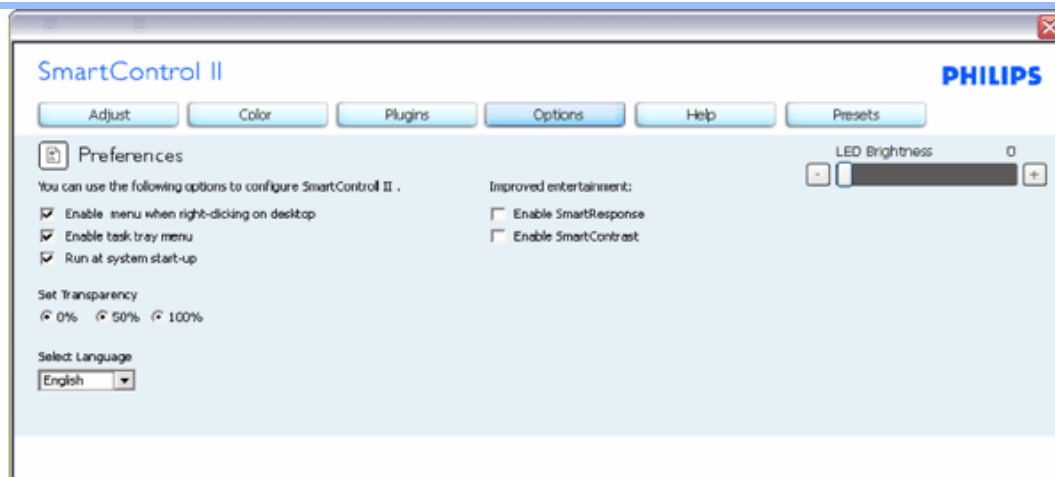 SmartControl II
PHILIPS
Adjust Color Plugins Options Help Presets
Preferences
LED Brightness 0
- +
You can use the following options to configure SmartControl II .
Improved entertainment:
Enable menu when right-clicking on desktop
Enable SmartResponse
Enable task tray menu
Enable SmartContrast
Run at system start-up
Set Transparency
0% 50% 100%
Select Language
English